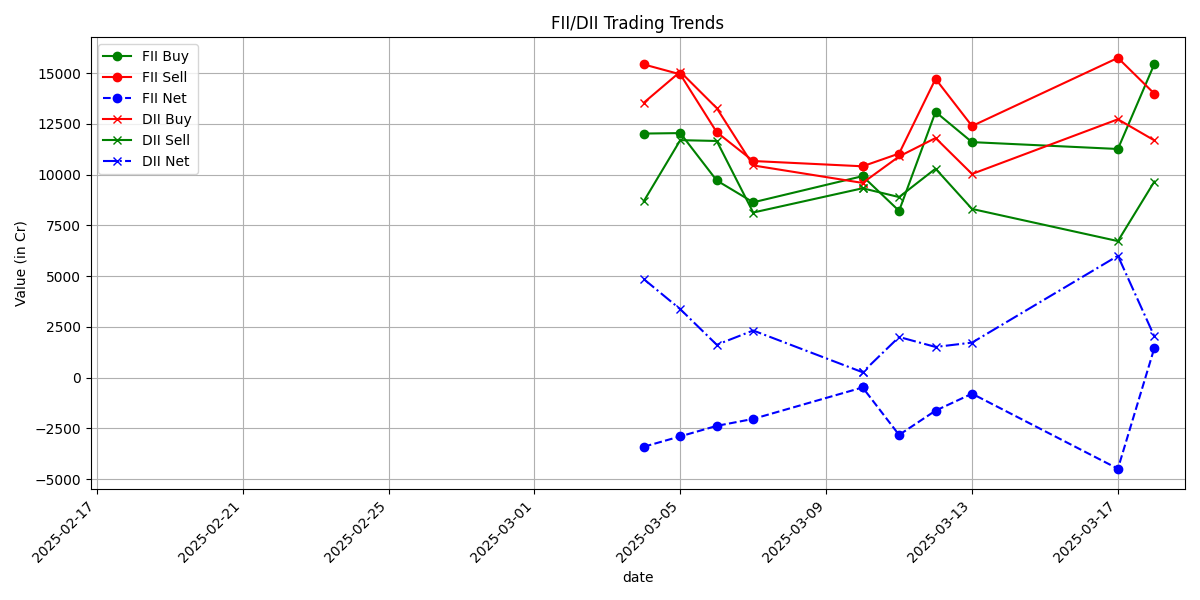 FII/DII Trading Trends
FII Buy
FII Sell
FII Net
DII Buy
DII Sell
DII Net
Value (in Cr)
15000
12500
10000
7500
5000
2500
0
−2500
−5000
2025-02-17
2025-02-21
2025-02-25
2025-03-01
2025-03-05
2025-03-09
2025-03-13
2025-03-17
date